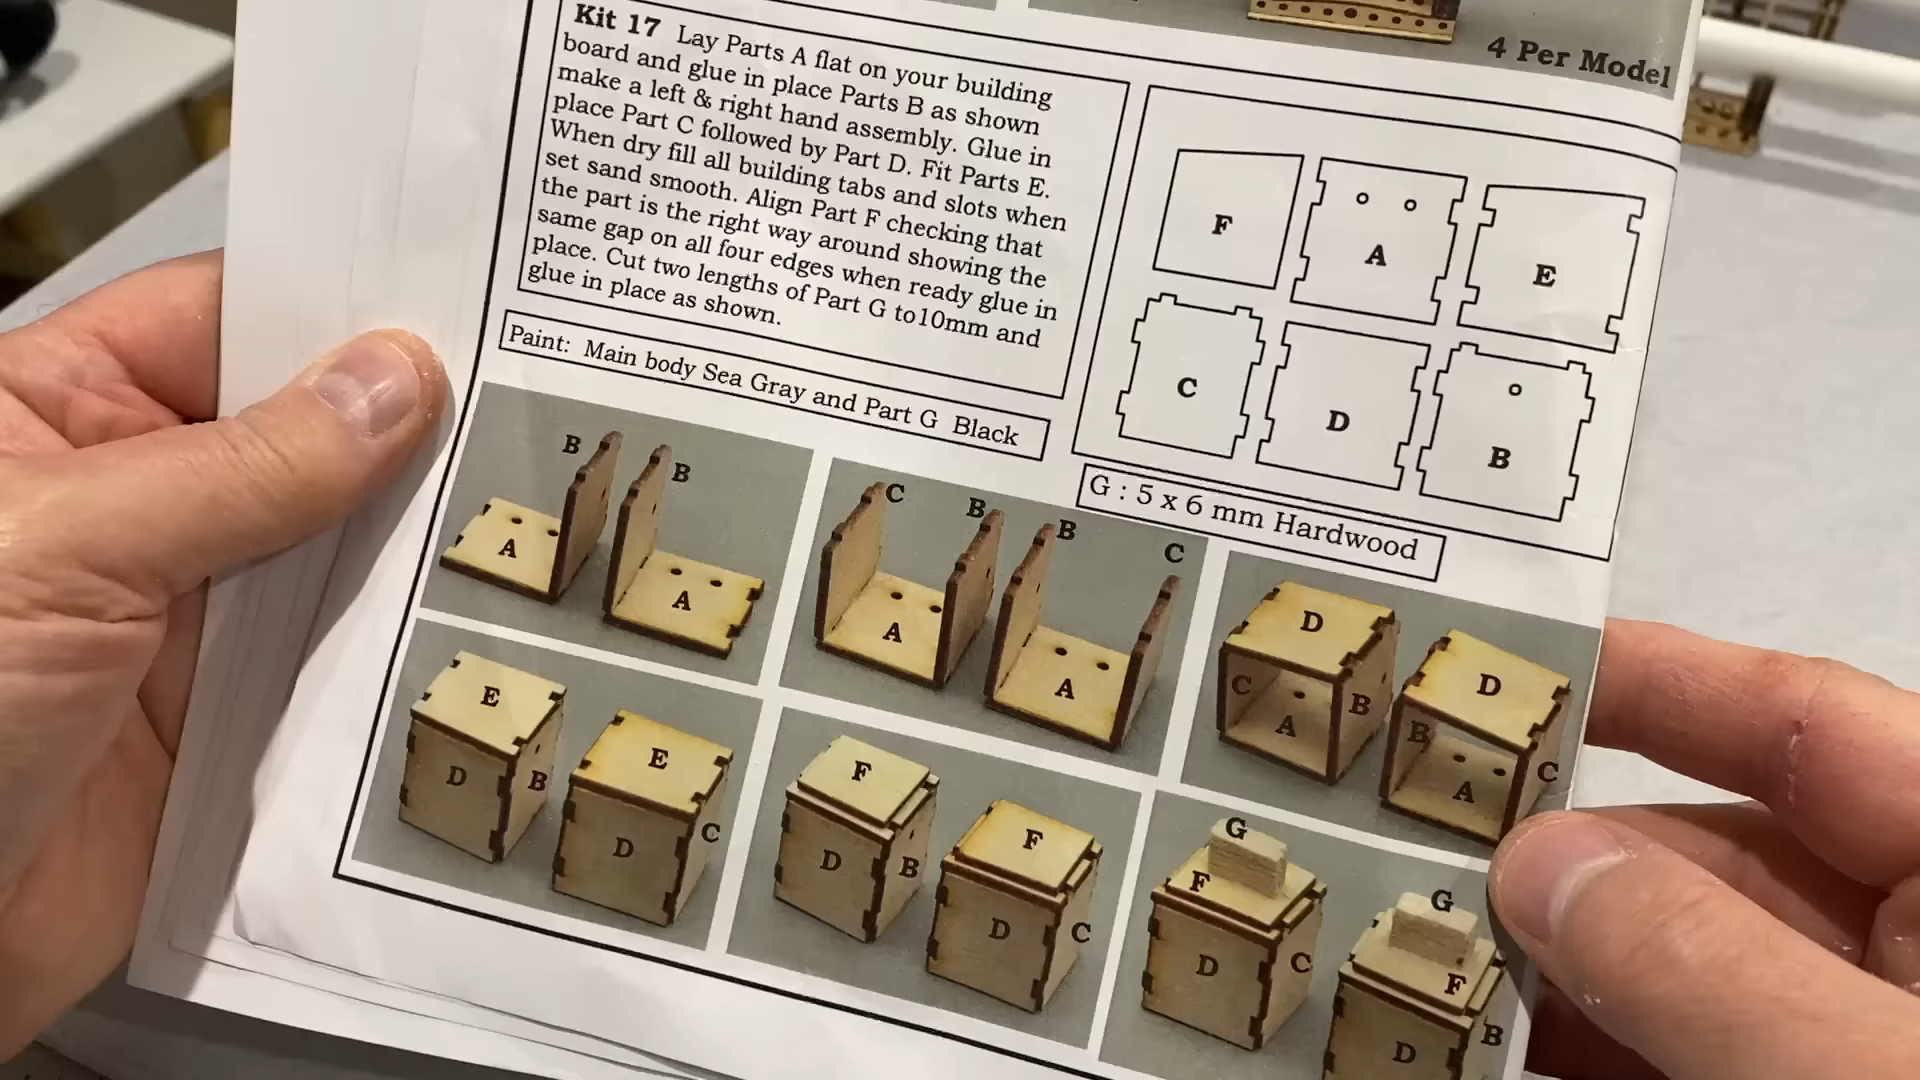 4 Per Model
Kit 17 Lay Parts A flat on your building
board and glue in place Parts B as shown
make a left & right hand assembly. Glue in
place Part C followed by Part D. Fit Parts E.
When dry fill all building tabs and slots when
set sand smooth. Align Part F checking that
the part is the right way around showing the
same gap on all four edges when ready glue in
place. Cut two lengths of Part G to10mm and
glue in place as shown.
Paint: Main body Sea Gray and Part G Black
F A E
C D B
G : 5 x 6 mm Hardwood
B B
A A
C B B C
A A
D D
C A B B A C
E E
D B D C
F F
D B D C
G G
F F
D C D B